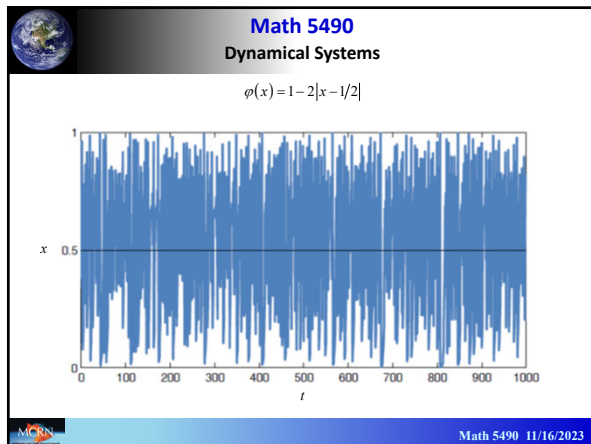 Math 5490
Dynamical Systems
φ(x) = 1 − 2|x − 1/2|
1
x 0.5
0
0 100 200 300 400 500 600 700 800 900 1000
t
MCRN
Math 5490 11/16/2023